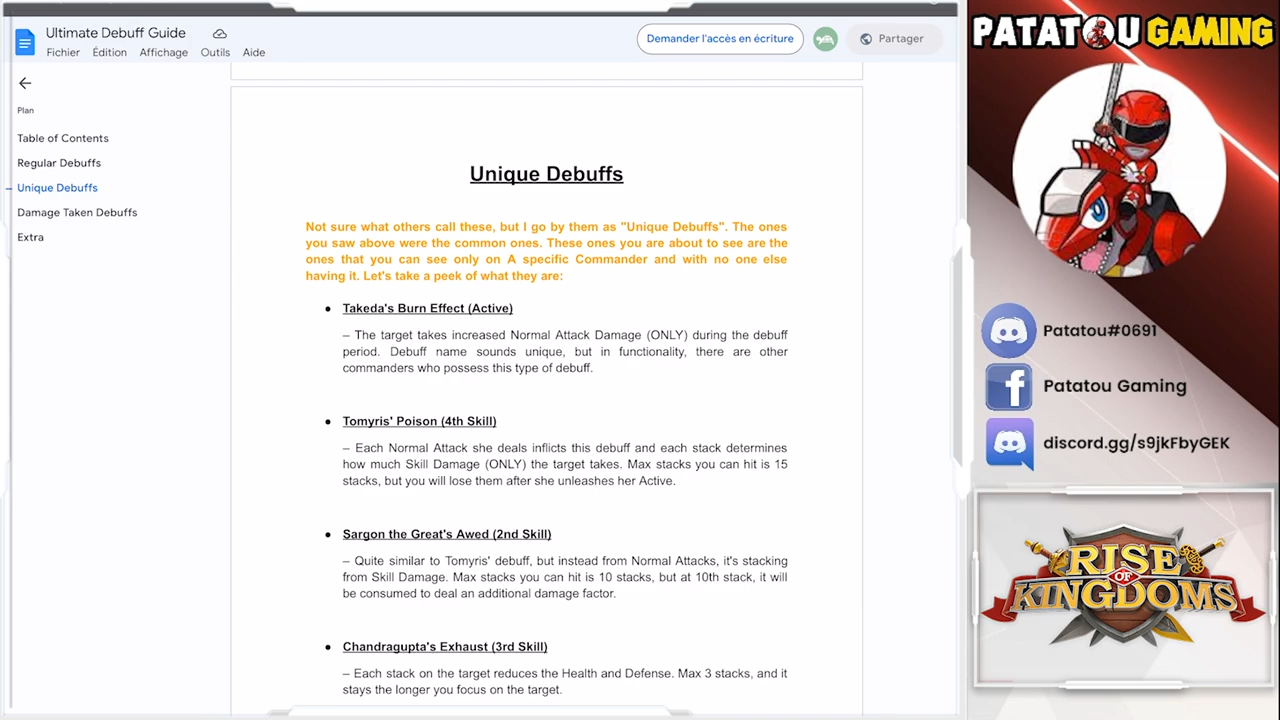 Ultimate Debuff Guide
Fichier Édition Affichage Outils Aide
Demander l'accès en écriture
Partager
Plan
Table of Contents
Regular Debuffs
Unique Debuffs
Damage Taken Debuffs
Extra
Unique Debuffs
Not sure what others call these, but I go by them as "Unique Debuffs". The ones
you saw above were the common ones. These ones you are about to see are the
ones that you can see only on A specific Commander and with no one else
having it. Let's take a peek of what they are:
● Takeda's Burn Effect (Active)
– The target takes increased Normal Attack Damage (ONLY) during the debuff
period. Debuff name sounds unique, but in functionality, there are other
commanders who possess this type of debuff.
● Tomyris' Poison (4th Skill)
– Each Normal Attack she deals inflicts this debuff and each stack determines
how much Skill Damage (ONLY) the target takes. Max stacks you can hit is 15
stacks, but you will lose them after she unleashes her Active.
● Sargon the Great's Awed (2nd Skill)
– Quite similar to Tomyris' debuff, but instead from Normal Attacks, it's stacking
from Skill Damage. Max stacks you can hit is 10 stacks, but at 10th stack, it will
be consumed to deal an additional damage factor.
● Chandragupta's Exhaust (3rd Skill)
– Each stack on the target reduces the Health and Defense. Max 3 stacks, and it
stays the longer you focus on the target.
PATATOU GAMING
Patatou#0691
Patatou Gaming
discord.gg/s9jkFbyGEK
RISE
OF
KINGDOMS